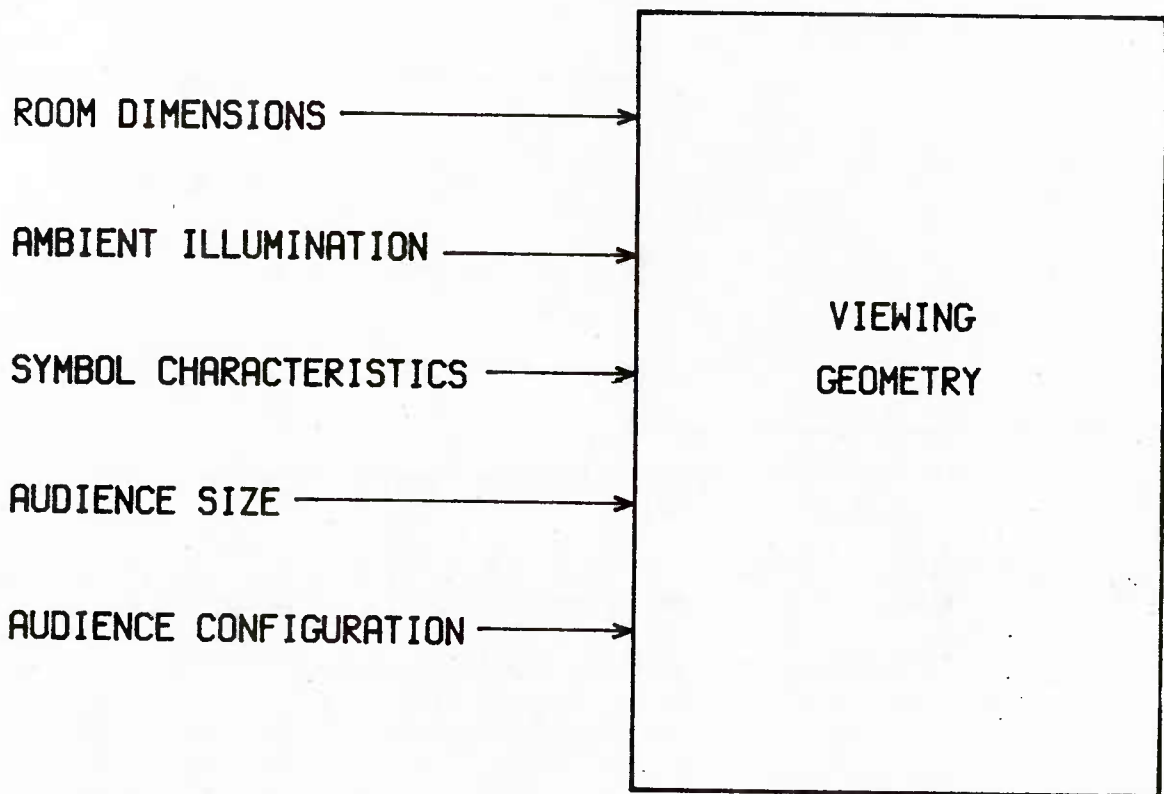 ROOM DIMENSIONS
AMBIENT ILLUMINATION
SYMBOL CHARACTERISTICS
AUDIENCE SIZE
AUDIENCE CONFIGURATION
VIEWING
GEOMETRY